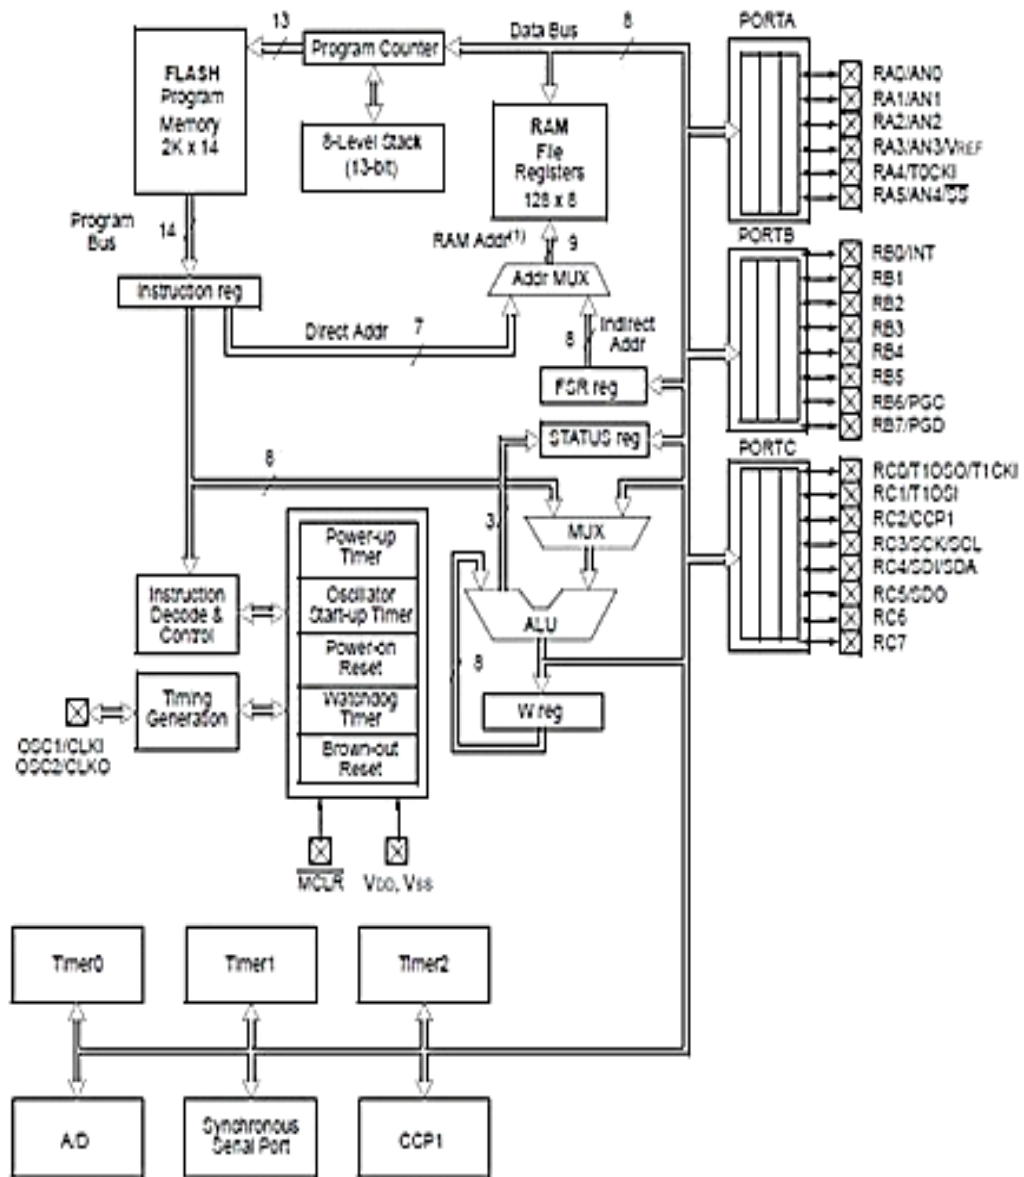 13
Data Bus
8
PORTA
FLASH
Program
Memory
2K x 14
Program Counter
8-Level Stack
(13-bit)
RAM
File
Registers
128 x 8
RA0/AN0
RA1/AN1
RA2/AN2
RA3/AN3/VREF
RA4/T0CKI
RA5/AN4/SS
Program
Bus
14
RAM Addr(1)
9
PORTB
Instruction reg
Addr MUX
Direct Addr
7
8
Indirect
Addr
FSR reg
RB0/INT
RB1
RB2
RB3
RB4
RB5
RB6/PGC
RB7/PGD
STATUS reg
PORTC
8
3
MUX
RC0/T1OSO/T1CKI
RC1/T1OSI
RC2/CCP1
RC3/SCK/SCL
RC4/SDI/SDA
RC5/SDO
RC6
RC7
Power-up
Timer
Instruction
Decode &
Control
Oscillator
Start-up Timer
ALU
Power-on
Reset
8
Timing
Generation
Watchdog
Timer
W reg
OSC1/CLKI
OSC2/CLKO
Brown-out
Reset
MCLR
VDD, VSS
Timer0
Timer1
Timer2
A/D
Synchronous
Serial Port
CCP1